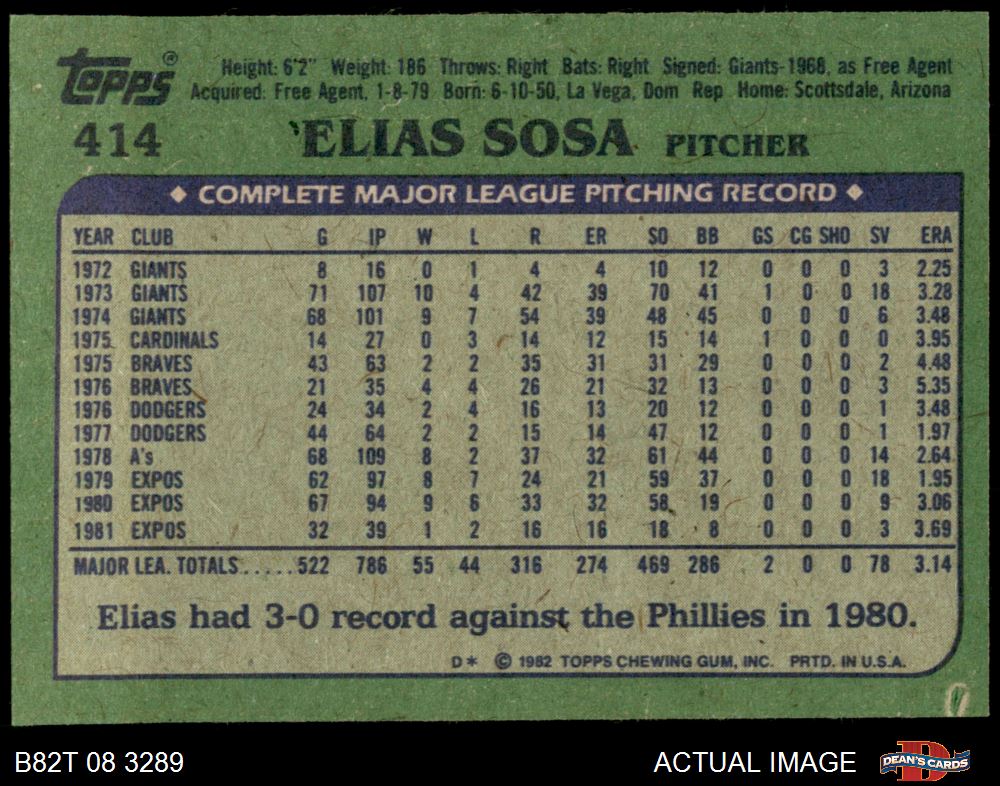 Topps® Height: 6'2" Weight: 186 Throws: Right Bats: Right Signed: Giants-1968, as Free Agent
Acquired: Free Agent, 1-8-79 Born: 6-10-50, La Vega, Dom Rep Home: Scottsdale, Arizona
414 ELIAS SOSA PITCHER
◆ COMPLETE MAJOR LEAGUE PITCHING RECORD ◆
YEAR CLUB G IP W L R ER SO BB GS CG SHO SV ERA
1972 GIANTS 8 16 0 1 4 4 10 12 0 0 0 3 2.25
1973 GIANTS 71 107 10 4 42 39 70 41 1 0 0 18 3.28
1974 GIANTS 68 101 9 7 54 39 48 45 0 0 0 6 3.48
1975 CARDINALS 14 27 0 3 14 12 15 14 1 0 0 0 3.95
1975 BRAVES 43 63 2 2 35 31 31 29 0 0 0 2 4.48
1976 BRAVES 21 35 4 4 26 21 32 13 0 0 0 3 5.35
1976 DODGERS 24 34 2 4 16 13 20 12 0 0 0 1 3.48
1977 DODGERS 44 64 2 2 15 14 47 12 0 0 0 1 1.97
1978 A's 68 109 8 2 37 32 61 44 0 0 0 14 2.64
1979 EXPOS 62 97 8 7 24 21 59 37 0 0 0 18 1.95
1980 EXPOS 67 94 9 6 33 32 58 19 0 0 0 9 3.06
1981 EXPOS 32 39 1 2 16 16 18 8 0 0 0 3 3.69
MAJOR LEA. TOTALS.....522 786 55 44 316 274 469 286 2 0 0 78 3.14
Elias had 3-0 record against the Phillies in 1980.
D* © 1982 TOPPS CHEWING GUM, INC. PRTD. IN U.S.A.
B82T 08 3289 ACTUAL IMAGE D DEAN'S CARDS